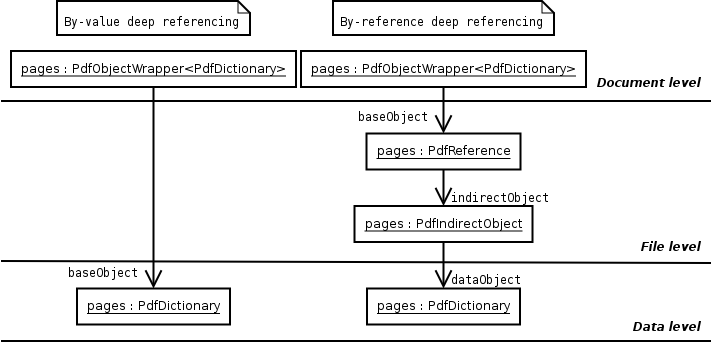 By-value deep referencing
By-reference deep referencing
pages : PdfObjectWrapper<PdfDictionary>
pages : PdfObjectWrapper<PdfDictionary>
Document level
baseObject
pages : PdfReference
indirectObject
pages : PdfIndirectObject
File level
baseObject
dataObject
pages : PdfDictionary
pages : PdfDictionary
Data level